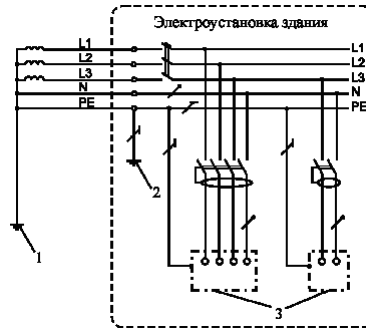 Электроустановка здания
L1 L1
L2 L2
L3 L3
N N
PE PE
2
1
3